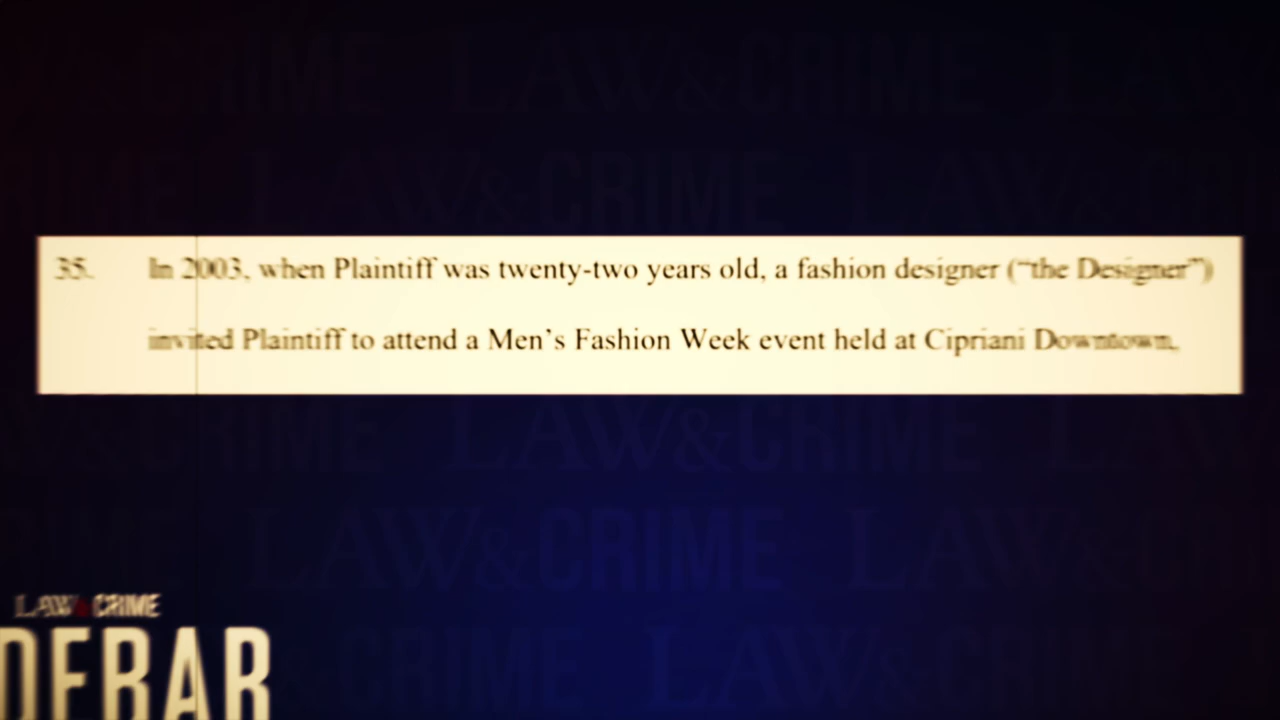 35. In 2003, when Plaintiff was twenty-two years old, a fashion designer (“the Designer”)
invited Plaintiff to attend a Men’s Fashion Week event held at Cipriani Downtown,
LAW&CRIME
DEBAR